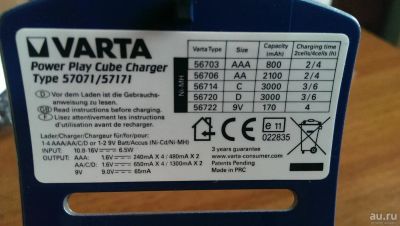 VARTA
Power Play Cube Charger
Type 57071/57171
Vor dem Laden ist die Gebrauchs-
anweisung zu beachten.
Read instructions before charging.
Lisez attentivement les instructions
avant de procéder au chargement.
Ni-MH
Varta Type Size Capacity (mAh) Charging time 2cells/4cells (h)
56703 AAA 800 2/4
56706 AA 2100 2/4
56714 C 3000 3/6
56720 D 3000 3/6
56722 9V 170 4
Lader/Charger/Chargeur für/for/pour
1-4 AAA/AA/C/D or 1-2 9V Batt/Accus (Ni-Cd/Ni-MH)
INPUT: 10.8-16V 6.5W
OUTPUT: AAA: 1.6V 240mA X 4 / 480mA X 2
AA/C/D: 1.6V 650mA X 4 / 1300mA X 2
9V 9.0V 65mA
e 11
022835
3 years guarantee
www.varta-consumer.com
Patents Pending
Made in PRC
au.ru